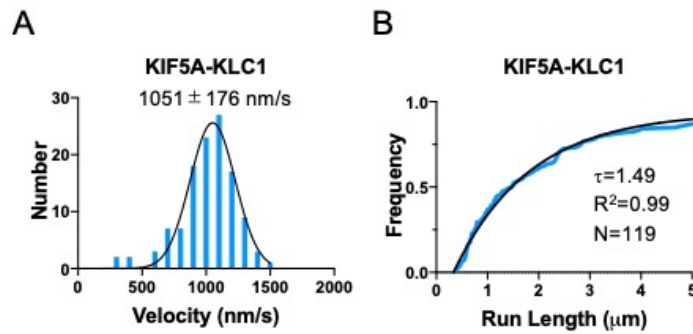 A
KIF5A-KLC1
1051 ± 176 nm/s
30
20
10
0
Number
0
500
1000
1500
2000
Velocity (nm/s)
B
KIF5A-KLC1
1.0
0.5
0.0
Frequency
τ=1.49
R²=0.99
N=119
0
1
2
3
4
5
Run Length (μm)